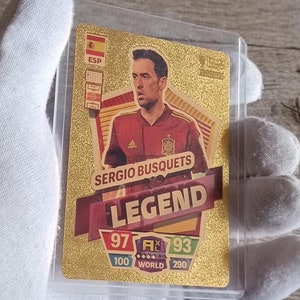 ESP
SERGIO BUSQUETS
LEGEND
97 93
100 WORLD 290